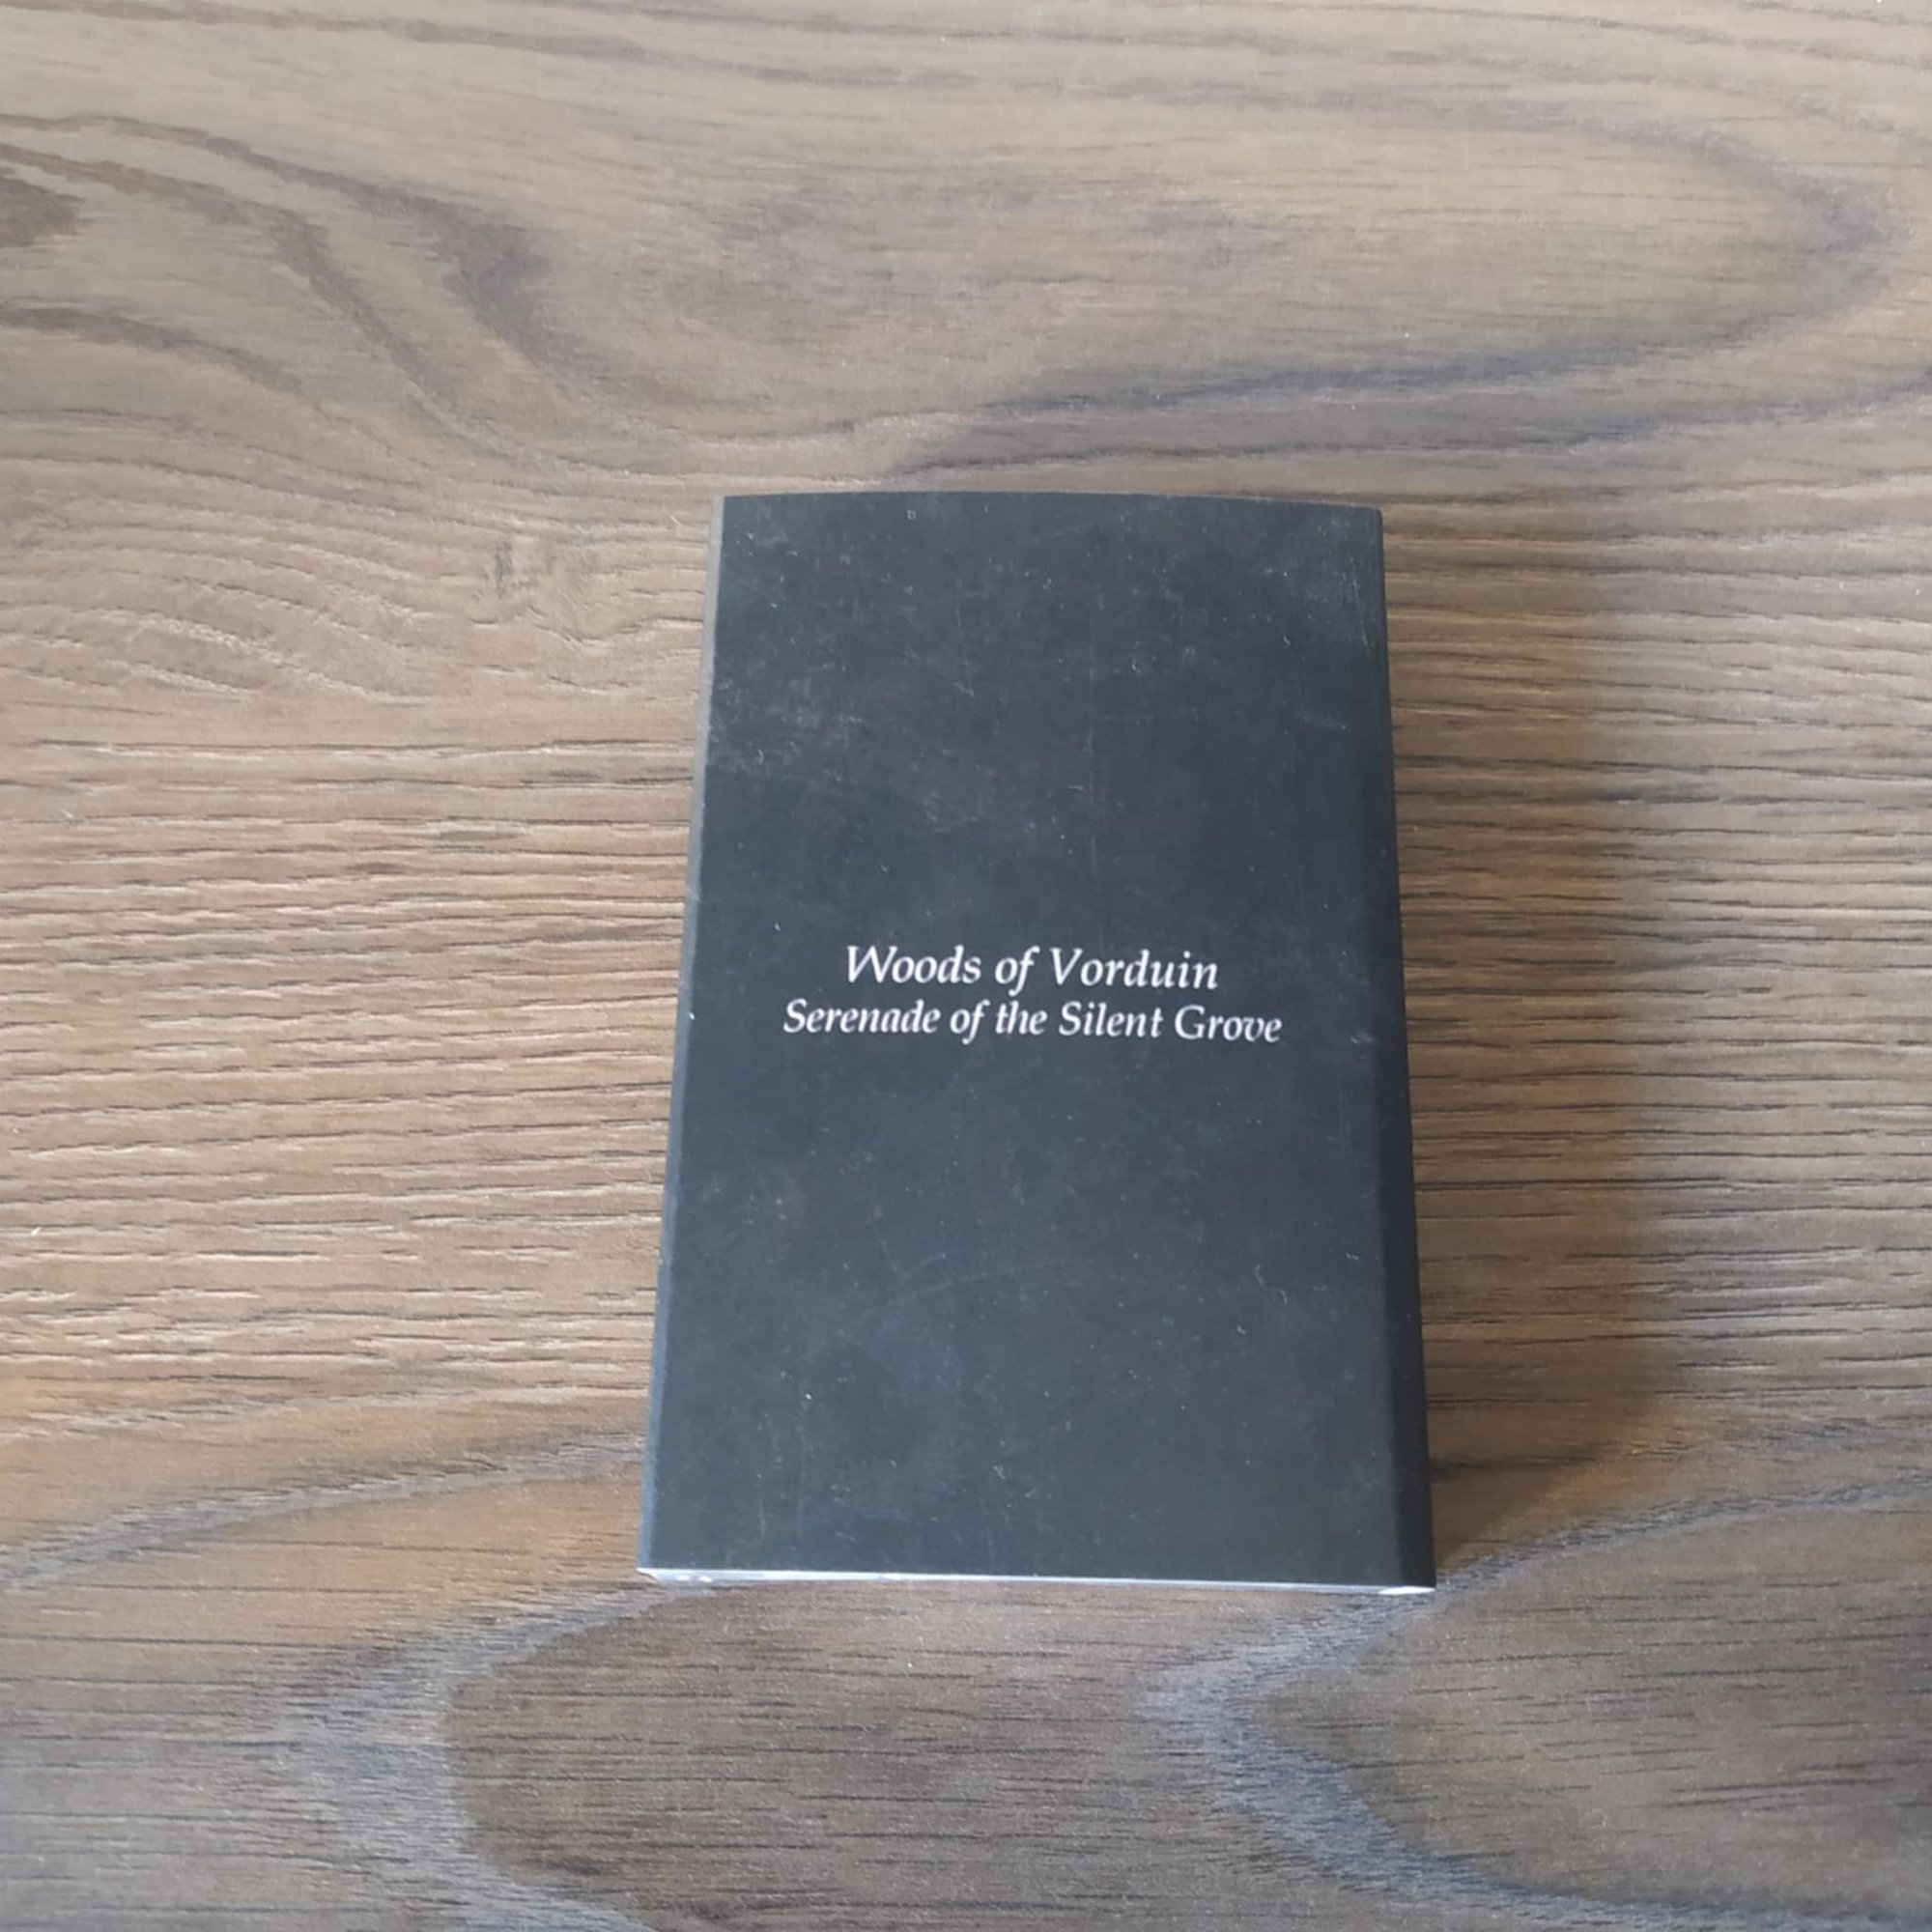 Woods of Vorduin
Serenade of the Silent Grove